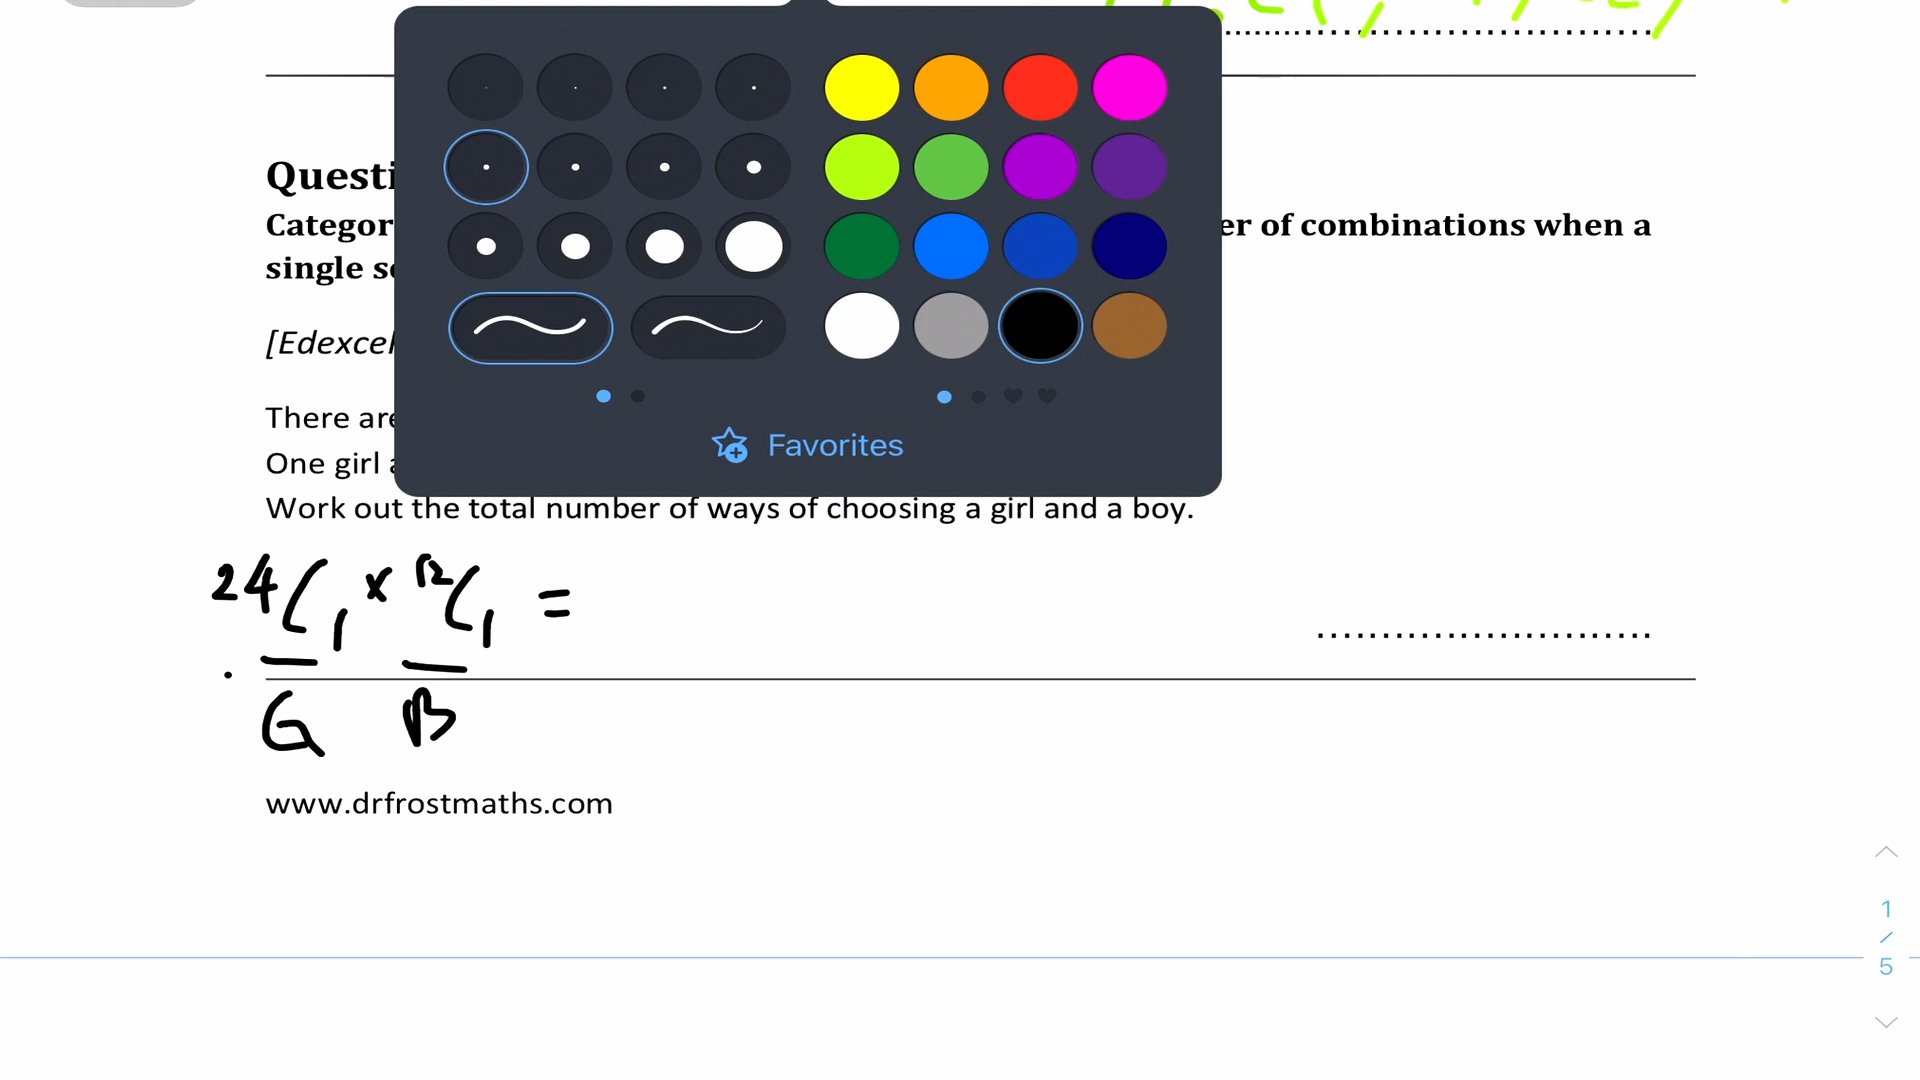 Questi
Categor er of combinations when a
single s
[Edexcel
There are
One girl
Work out the total number of ways of choosing a girl and a boy.
Favorites
24C1 x 12C1 =
G B
www.drfrostmaths.com
1
/
5